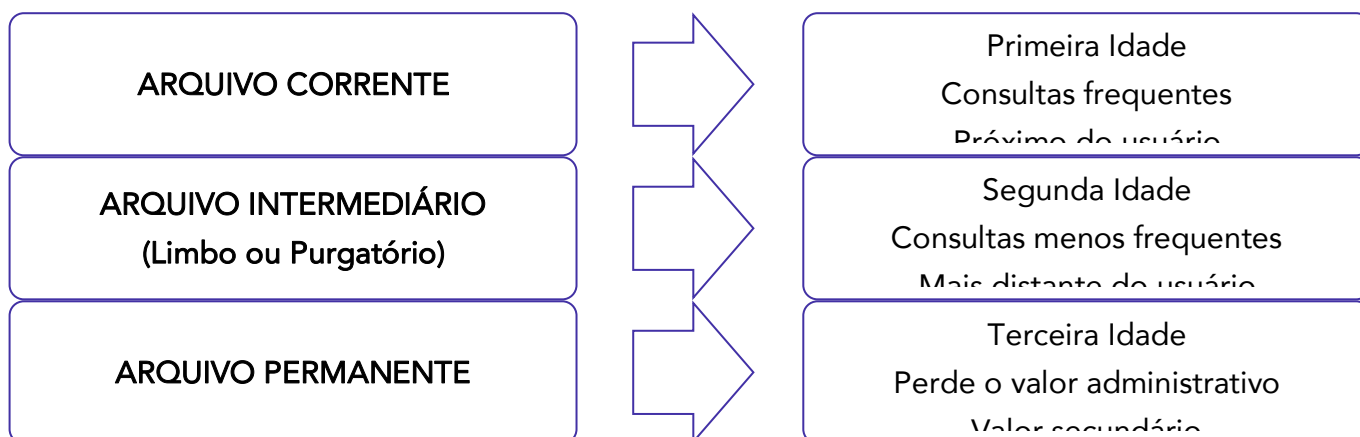 ARQUIVO CORRENTE
Primeira Idade
Consultas frequentes
Próximo do usuário
ARQUIVO INTERMEDIÁRIO
(Limbo ou Purgatório)
Segunda Idade
Consultas menos frequentes
Mais distante do usuário
ARQUIVO PERMANENTE
Terceira Idade
Perde o valor administrativo
Valor secundário